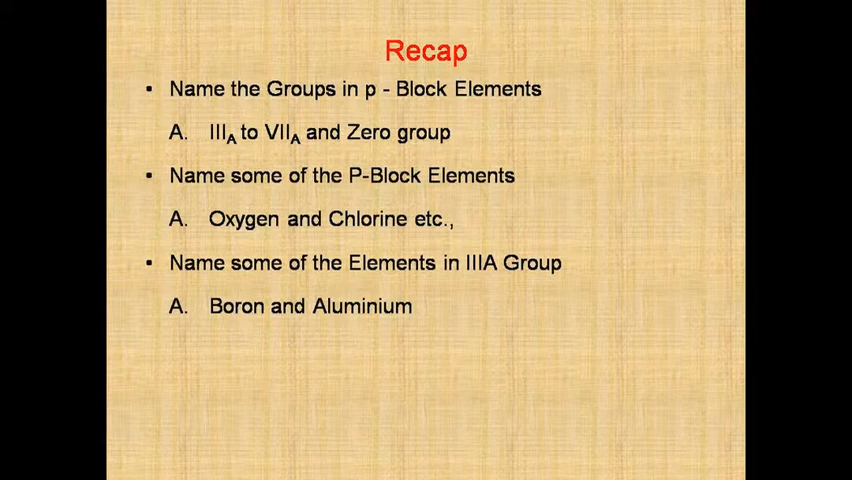 Recap
• Name the Groups in p - Block Elements
A. IIIA to VIIA and Zero group
• Name some of the P-Block Elements
A. Oxygen and Chlorine etc.,
• Name some of the Elements in IIIA Group
A. Boron and Aluminium